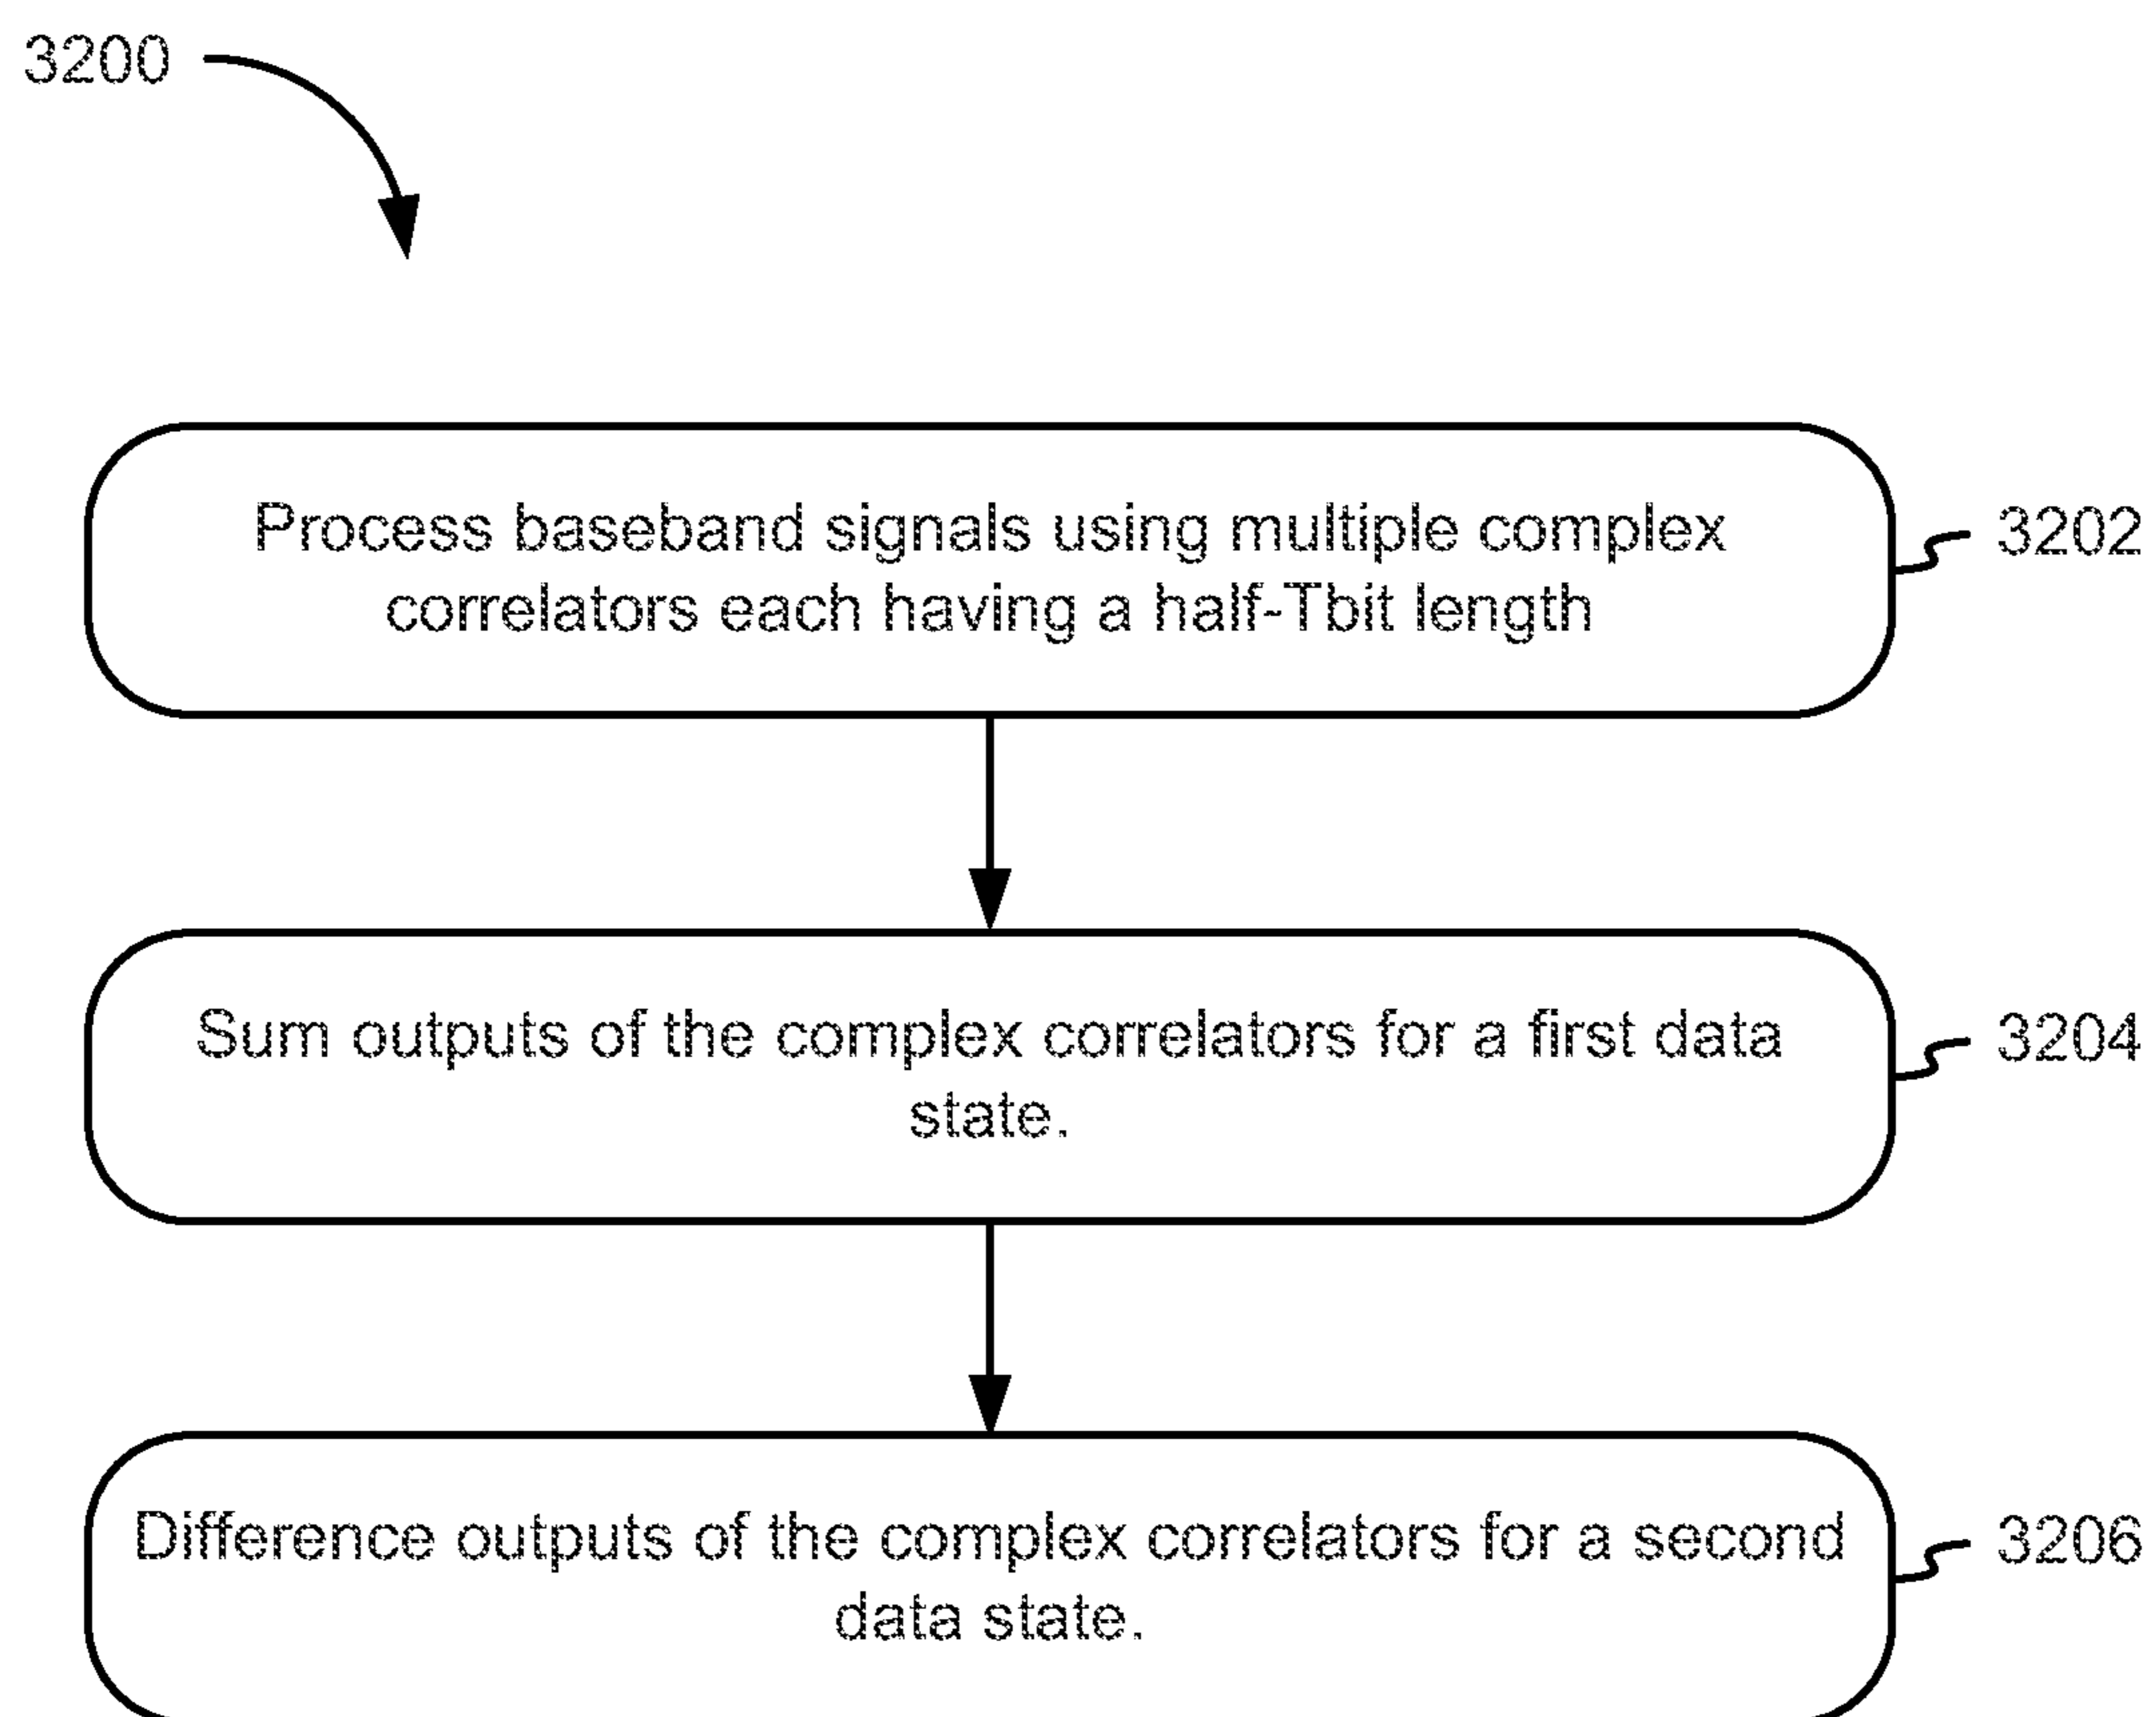 3200
Process baseband signals using multiple complex
correlators each having a half-Tbit length
3202
Sum outputs of the complex correlators for a first data
state.
3204
Difference outputs of the complex correlators for a second
data state.
3206